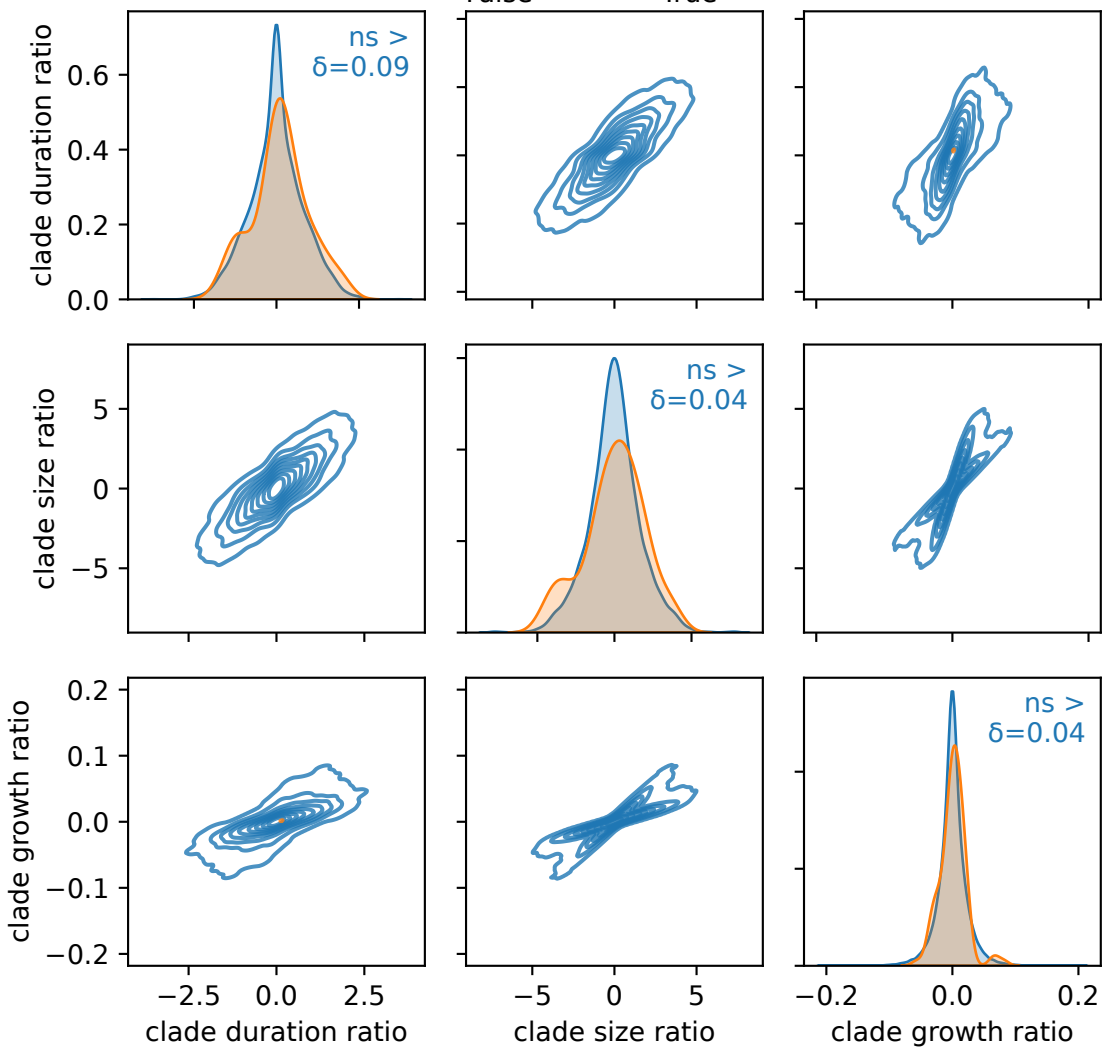 clade duration ratio
0.6
0.4
0.2
0.0
ns >
δ=0.09
clade size ratio
5
0
−5
ns >
δ=0.04
clade growth ratio
0.2
0.1
0.0
−0.1
−0.2
ns >
δ=0.04
−2.5 0.0 2.5
−5 0 5
−0.2 0.0 0.2
clade duration ratio
clade size ratio
clade growth ratio